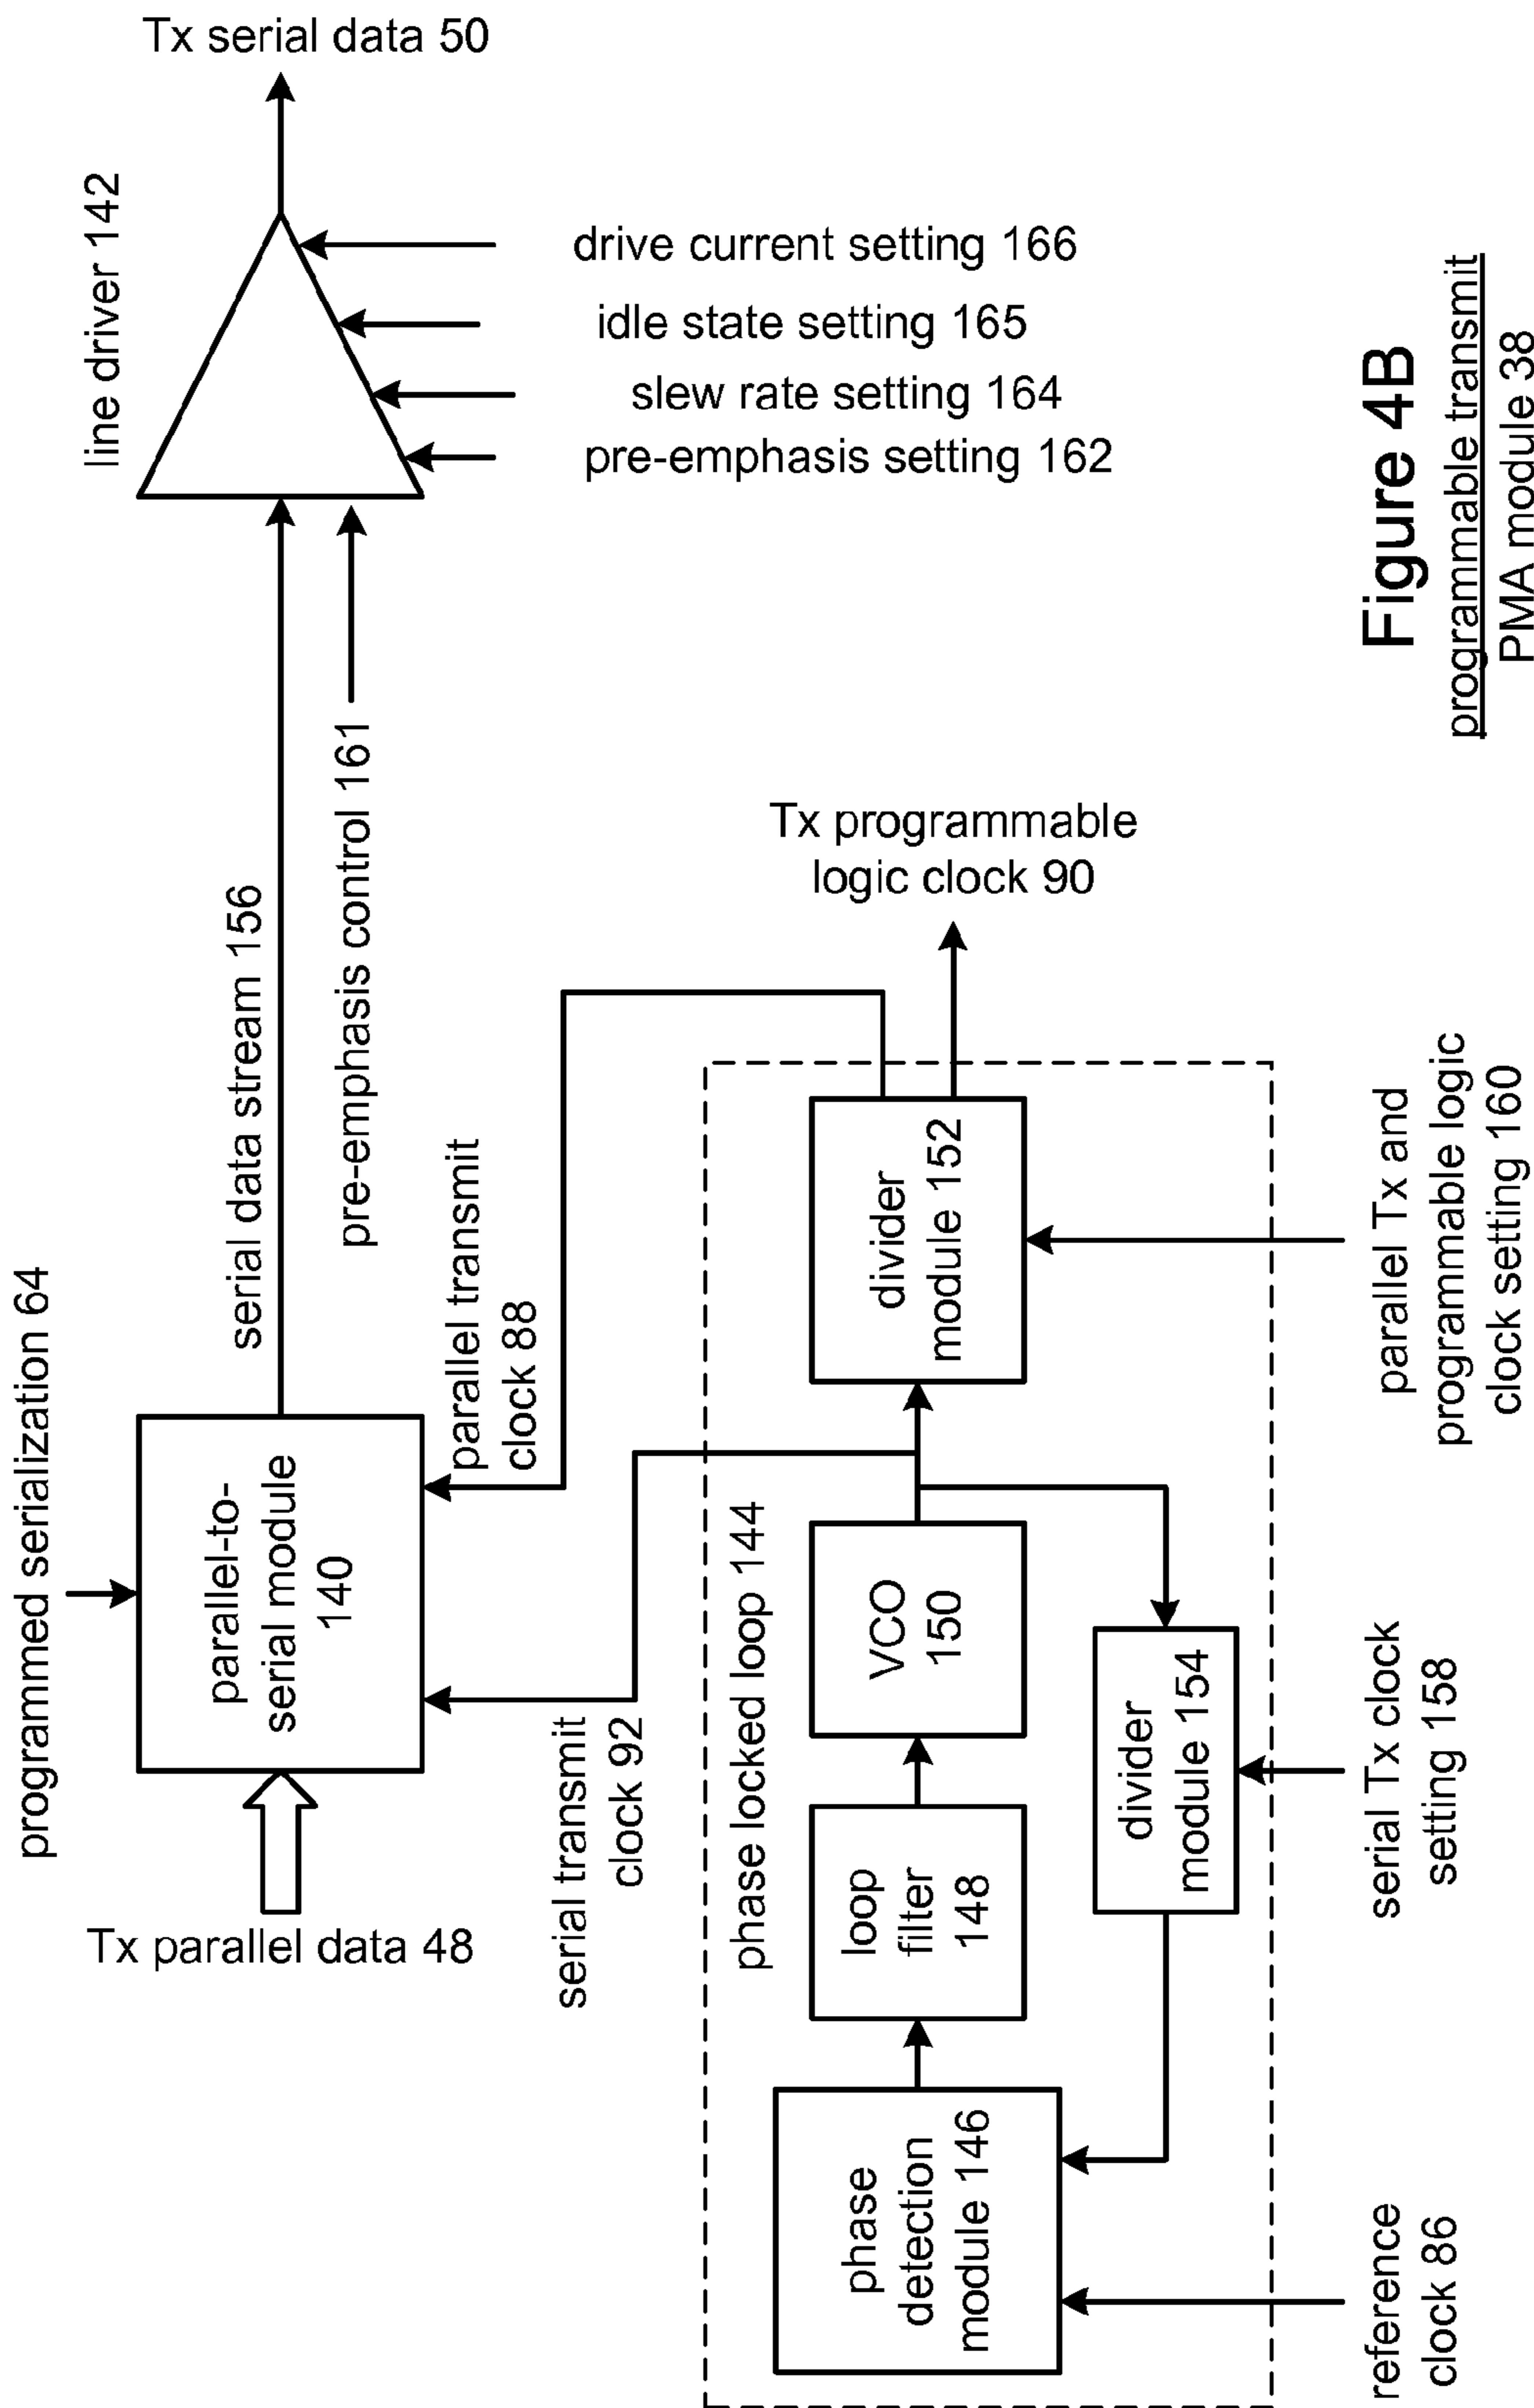 programmed serialization 64
Tx parallel data 48
parallel-to-
serial module
140
serial data stream 156
pre-emphasis control 161
line driver 142
Tx serial data 50
drive current setting 166
idle state setting 165
slew rate setting 164
pre-emphasis setting 162
serial transmit
clock 92
parallel transmit
clock 88
phase locked loop 144
phase
detection
module 146
loop
filter
148
VCO
150
divider
module 152
divider
module 154
Tx programmable
logic clock 90
reference
clock 86
serial Tx clock
setting 158
parallel Tx and
programmable logic
clock setting 160
Figure 4B
programmable transmit
PMA module 38